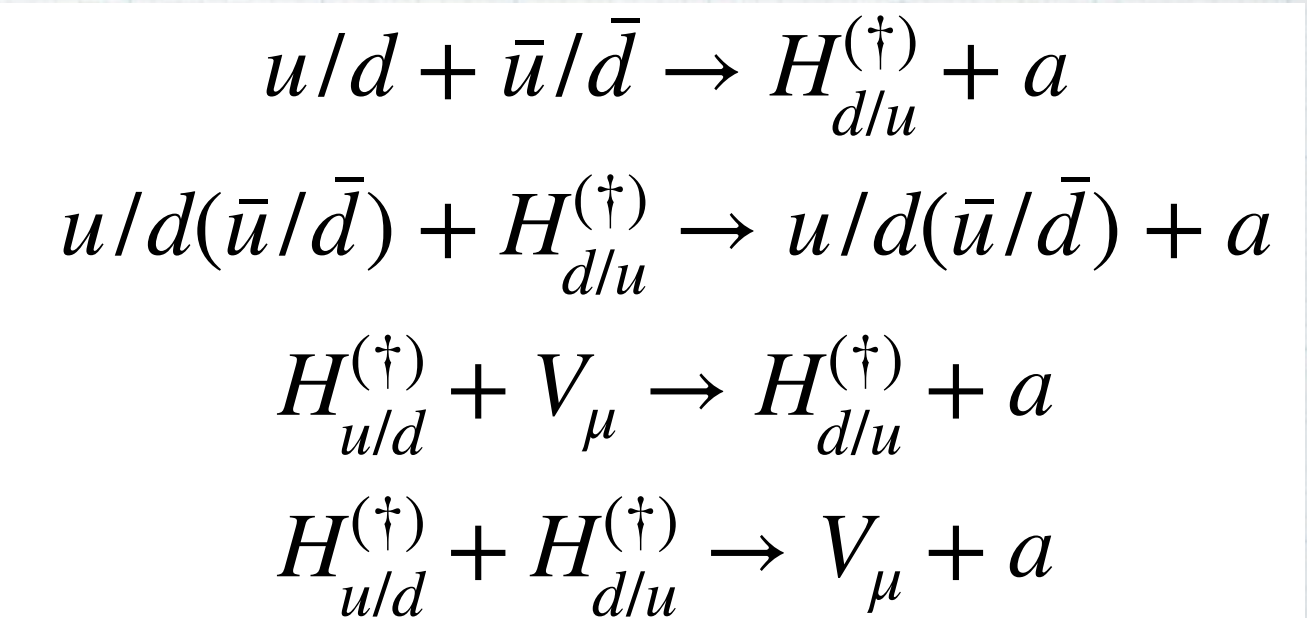 u/d + ū/d̄ → H_{d/u}^{(†)} + a
u/d(ū/d̄) + H_{d/u}^{(†)} → u/d(ū/d̄) + a
H_{u/d}^{(†)} + V_μ → H_{d/u}^{(†)} + a
H_{u/d}^{(†)} + H_{d/u}^{(†)} → V_μ + a